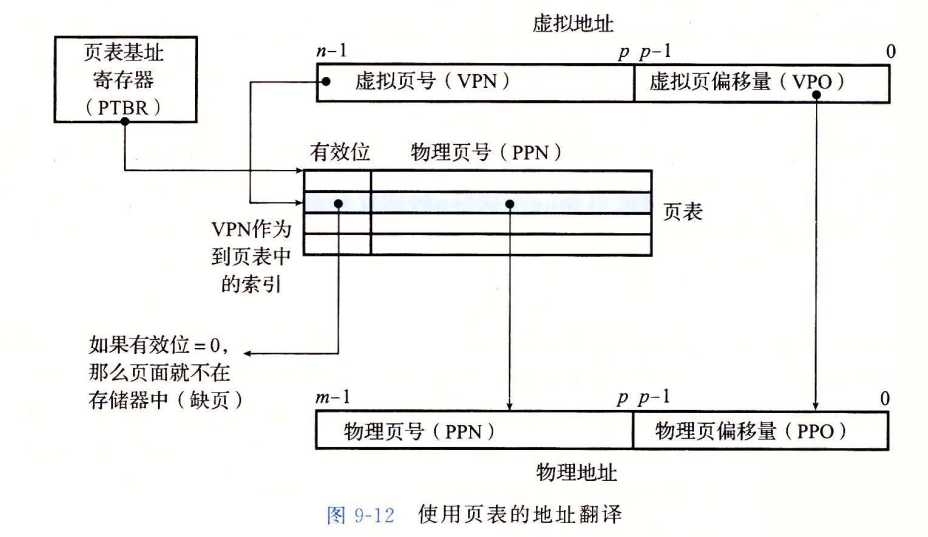 虚拟地址
页表基址
寄存器
（PTBR）
n-1
p p-1
0
虚拟页号（VPN）
虚拟页偏移量（VPO）
有效位
物理页号（PPN）
页表
VPN作为
到页表中
的索引
如果有效位=0，
那么页面就不在
存储器中（缺页）
m-1
p p-1
0
物理页号（PPN）
物理页偏移量（PPO）
物理地址
图 9-12 使用页表的地址翻译